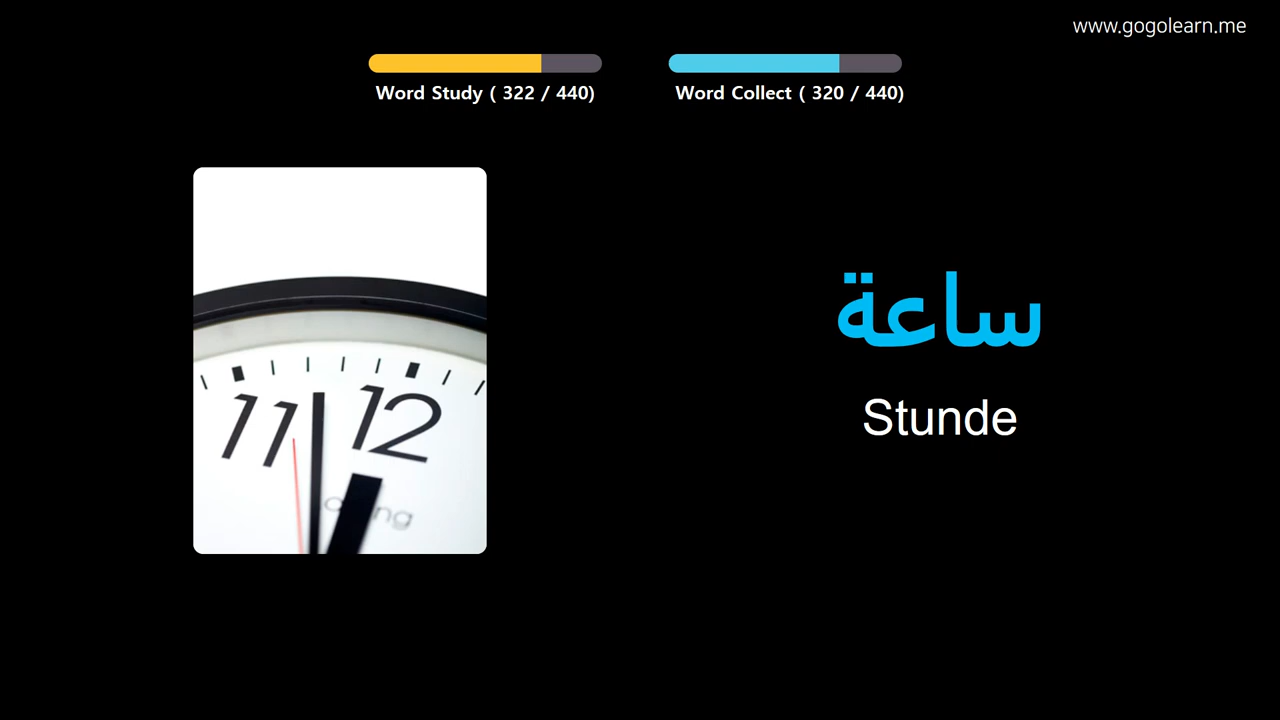 www.gogolearn.me
Word Study ( 322 / 440)
Word Collect ( 320 / 440)
11 12
ساعة
Stunde